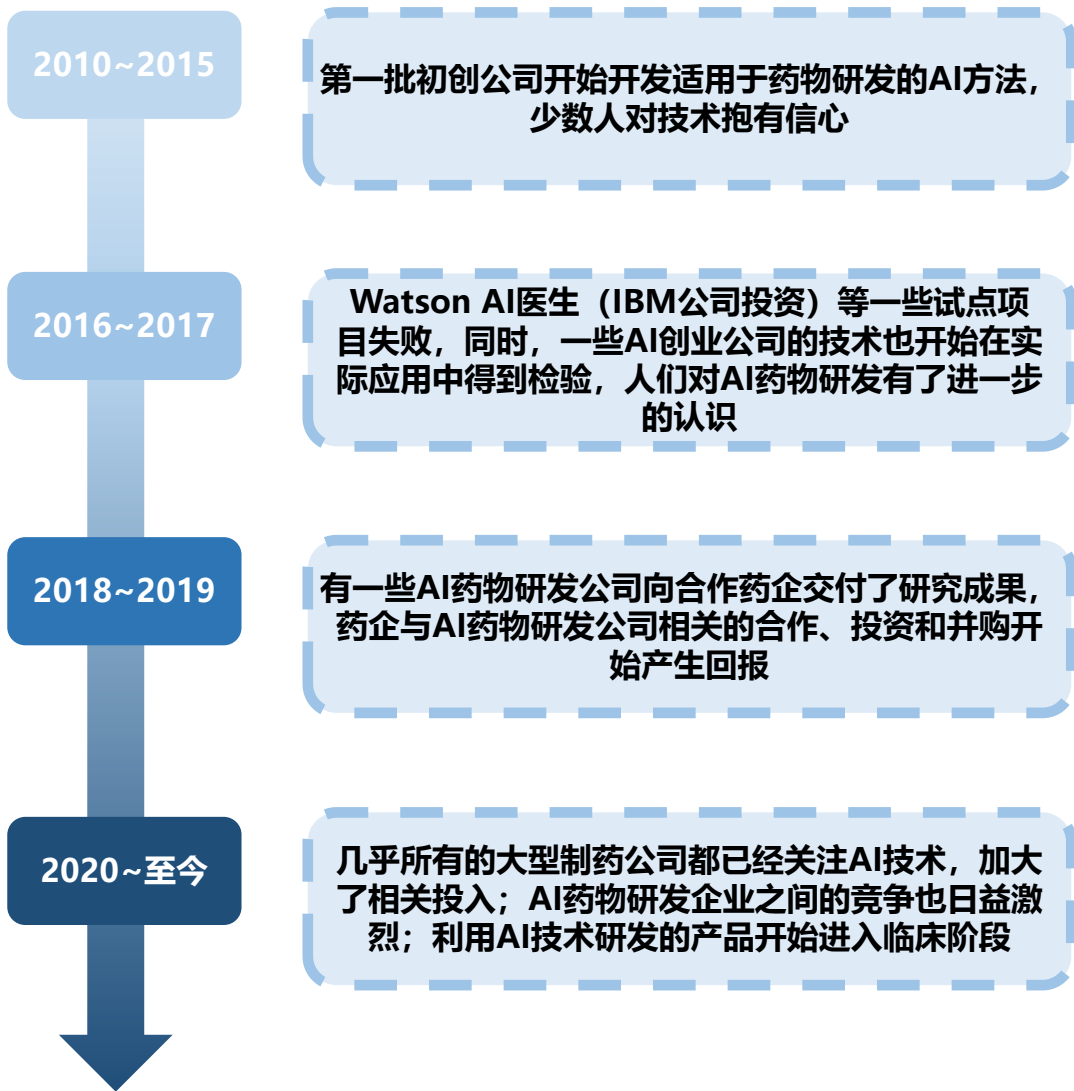 2010~2015
第一批初创公司开始开发适用于药物研发的AI方法，
少数人对技术抱有信心
2016~2017
Watson AI医生（IBM公司投资）等一些试点项
目失败，同时，一些AI创业公司的技术也开始在实
际应用中得到检验，人们对AI药物研发有了进一步
的认识
2018~2019
有一些AI药物研发公司向合作药企交付了研究成果，
药企与AI药物研发公司相关的合作、投资和并购开
始产生回报
2020~至今
几乎所有的大型制药公司都已经关注AI技术，加大
了相关投入；AI药物研发企业之间的竞争也日益激
烈；利用AI技术研发的产品开始进入临床阶段